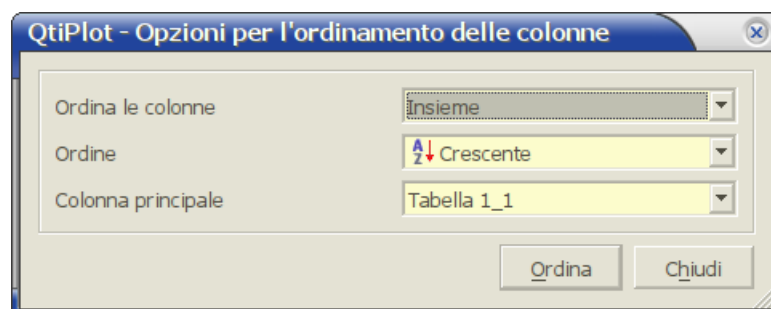 QtiPlot - Opzioni per l'ordinamento delle colonne
Ordina le colonne Insieme
Ordine Crescente
Colonna principale Tabella 1_1
Ordina Chiudi